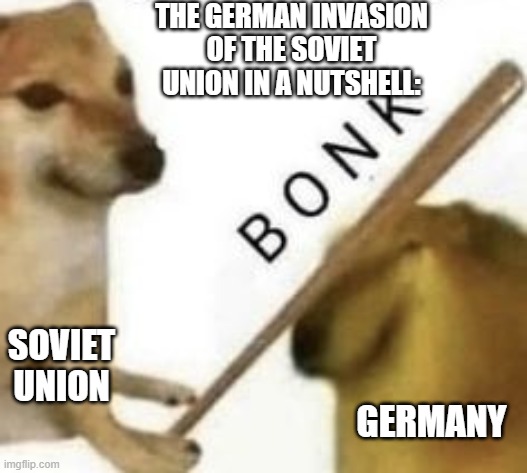 THE GERMAN INVASION
OF THE SOVIET
UNION IN A NUTSHELL:
BONK
SOVIET
UNION
GERMANY
imgflip.com